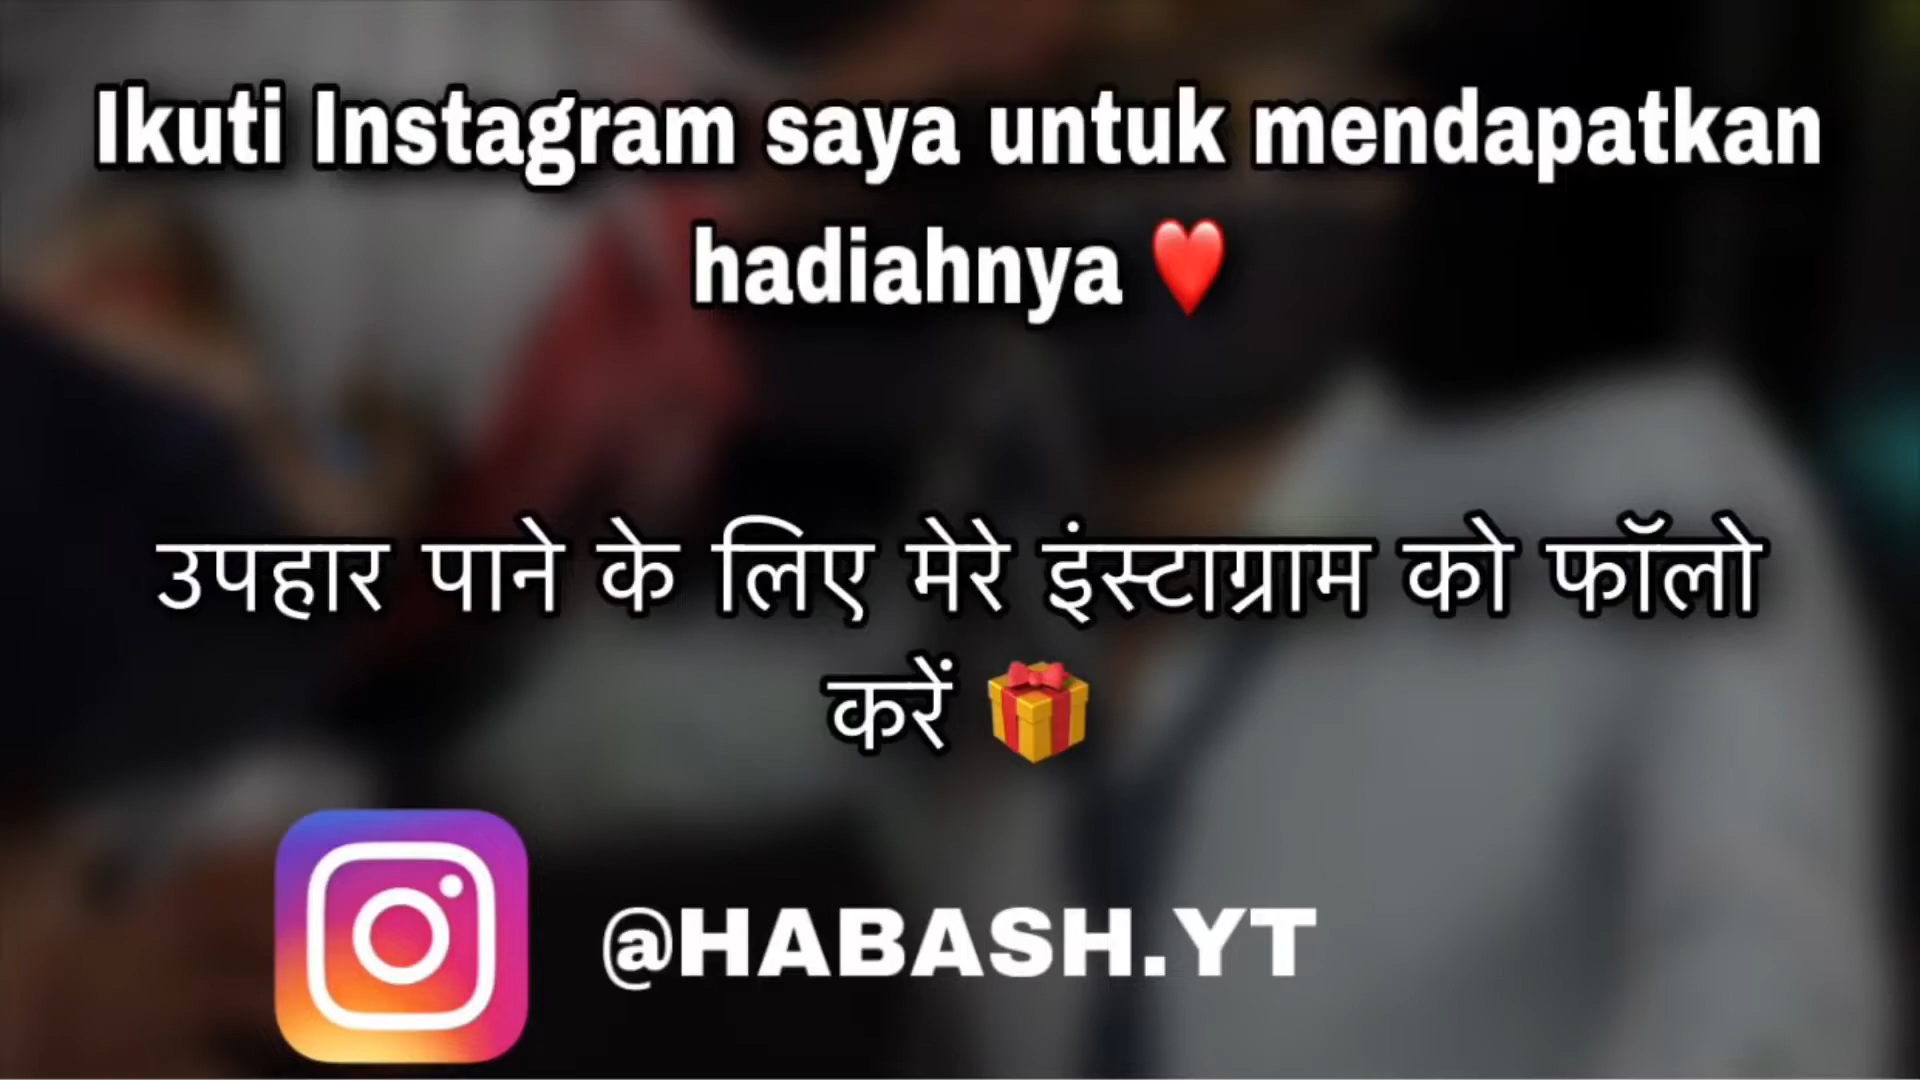 Ikuti Instagram saya untuk mendapatkan
hadiahnya ❤️
उपहार पाने के लिए मेरे इंस्टाग्राम को फॉलो
करें 🎁
@HABASH.YT